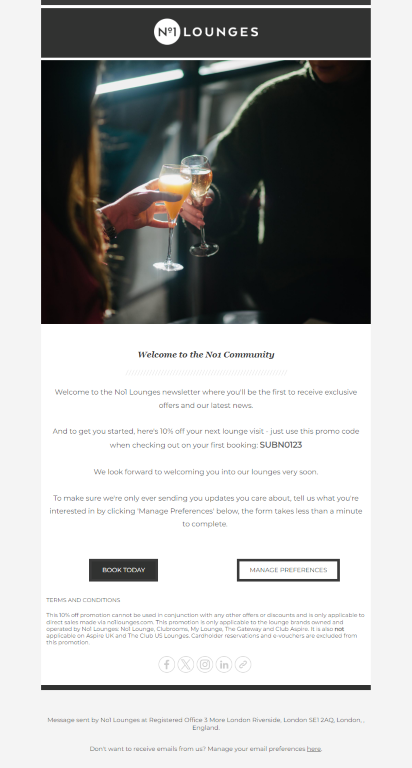 Nº1 LOUNGES
Welcome to the No1 Community
Welcome to the No1 Lounges newsletter where you'll be the first to receive exclusive
offers and our latest news.
And to get you started, here's 10% off your next lounge visit - just use this promo code
when checking out on your first booking: SUBN0123
We look forward to welcoming you into our lounges very soon.
To make sure we're only ever sending you updates you care about, tell us what you're
interested in by clicking 'Manage Preferences' below, the form takes less than a minute
to complete.
BOOK TODAY
MANAGE PREFERENCES
TERMS AND CONDITIONS
This 10% off promotion cannot be used in conjunction with any other offers or discounts and is only applicable to
direct sales made via no1lounges.com. This promotion is only applicable to the lounge brands owned and
operated by No1 Lounges: No1 Lounge, Clubrooms, My Lounge, The Gateway and Club Aspire, it is also not
applicable on Aspire UK and The Club US Lounges. Cardholder reservations and e-vouchers are excluded from
this promotion.
Message sent by No1 Lounges at Registered Office 3 More London Riverside, London SE1 2AQ, London, ,
England.
Don't want to receive emails from us? Manage your email preferences here.